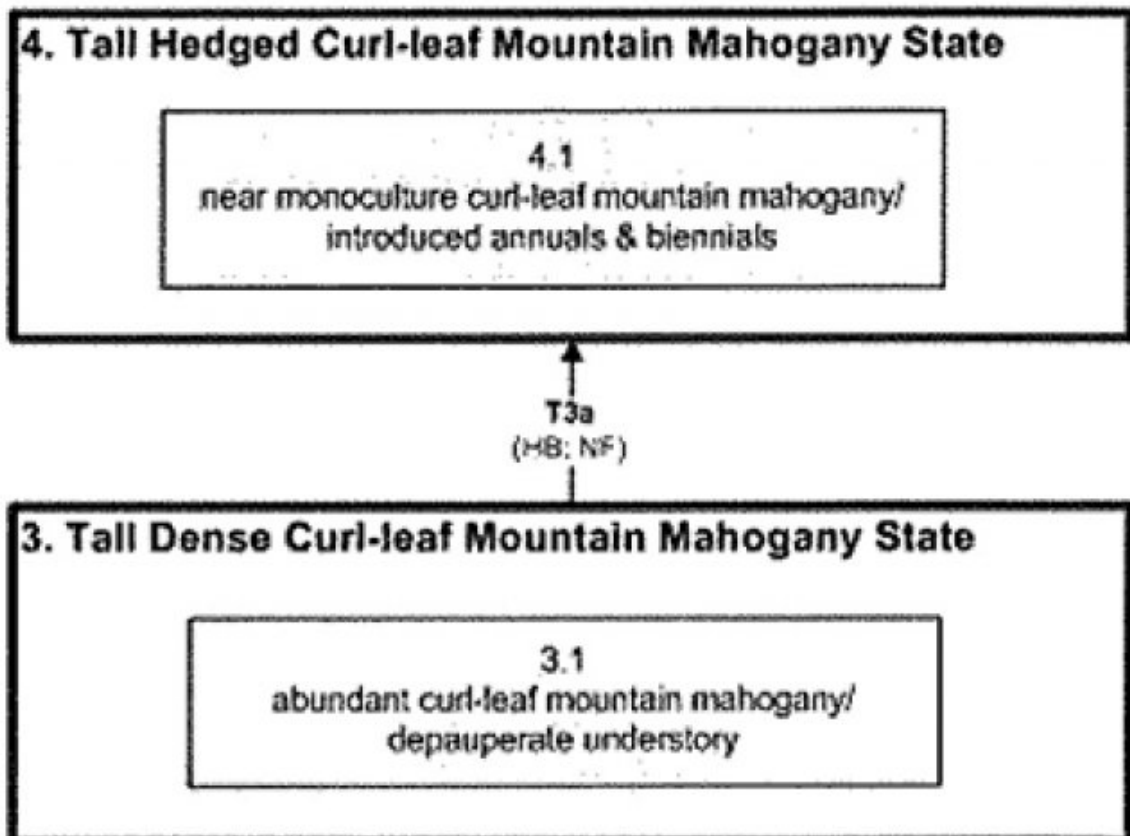 4. Tall Hedged Curl-leaf Mountain Mahogany State
4.1
near monoculture curl-leaf mountain mahogany/
introduced annuals & biennials
T3a
(HB; NF)
3. Tall Dense Curl-leaf Mountain Mahogany State
3.1
abundant curl-leaf mountain mahogany/
depauperate understory